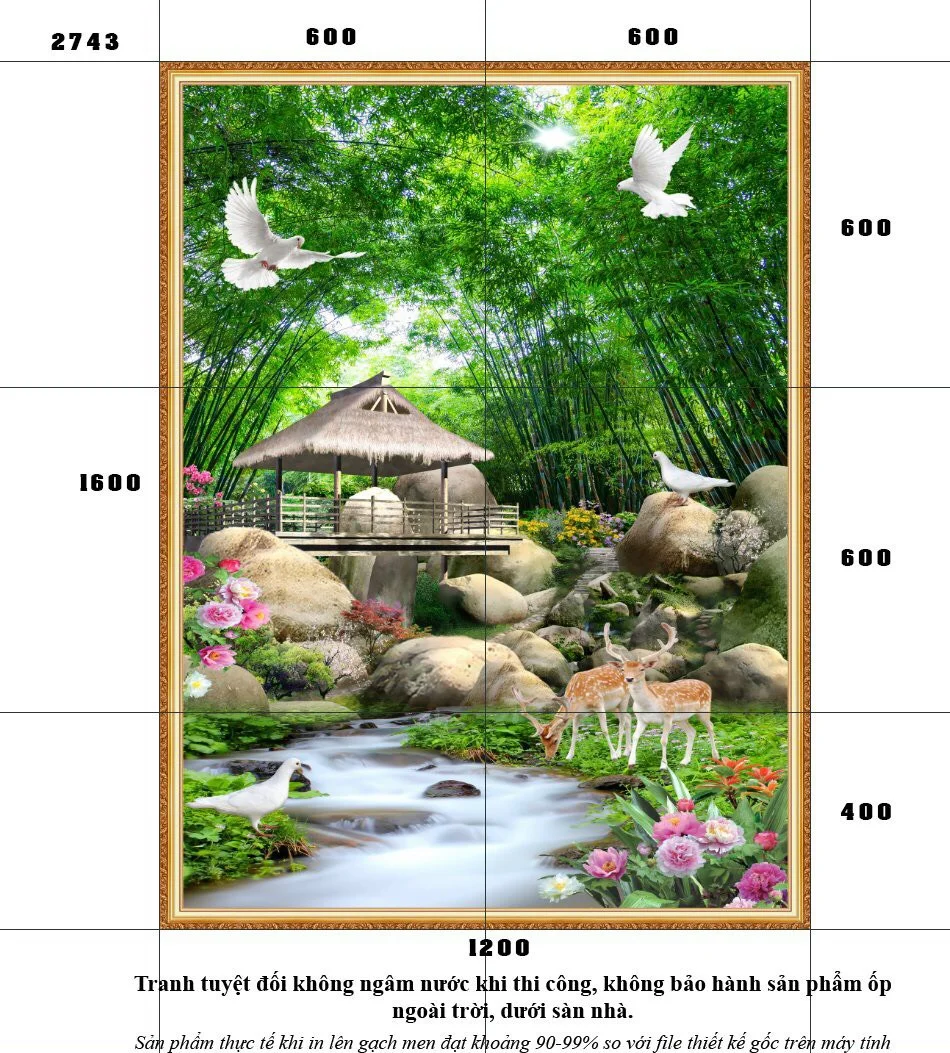 2743
600
600
600
1600
600
400
1200
Tranh tuyệt đối không ngâm nước khi thi công, không bảo hành sản phẩm ốp
ngoài trời, dưới sàn nhà.
Sản phẩm thực tế khi in lên gạch men đạt khoảng 90-99% so với file thiết kế gốc trên máy tính